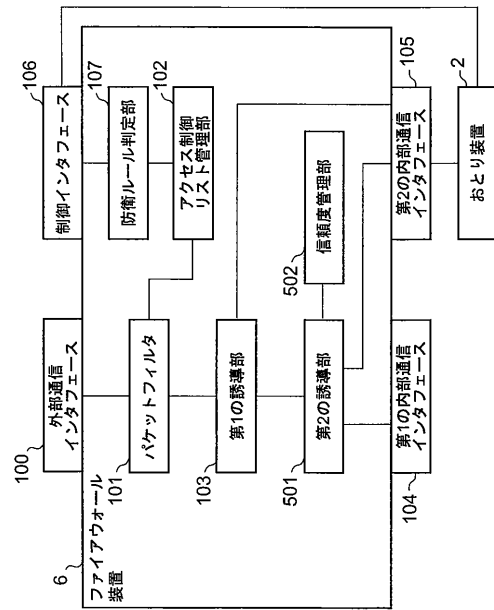 106
制御インタフェース
107
防衛ルール判定部
102
アクセス制御
リスト管理部
100
外部通信
インタフェース
101
パケットフィルタ
103
第1の誘導部
502
信頼度管理部
501
第2の誘導部
105
第2の内部通信
インタフェース
2
おとり装置
104
第1の内部通信
インタフェース
6
ファイアウォール
装置